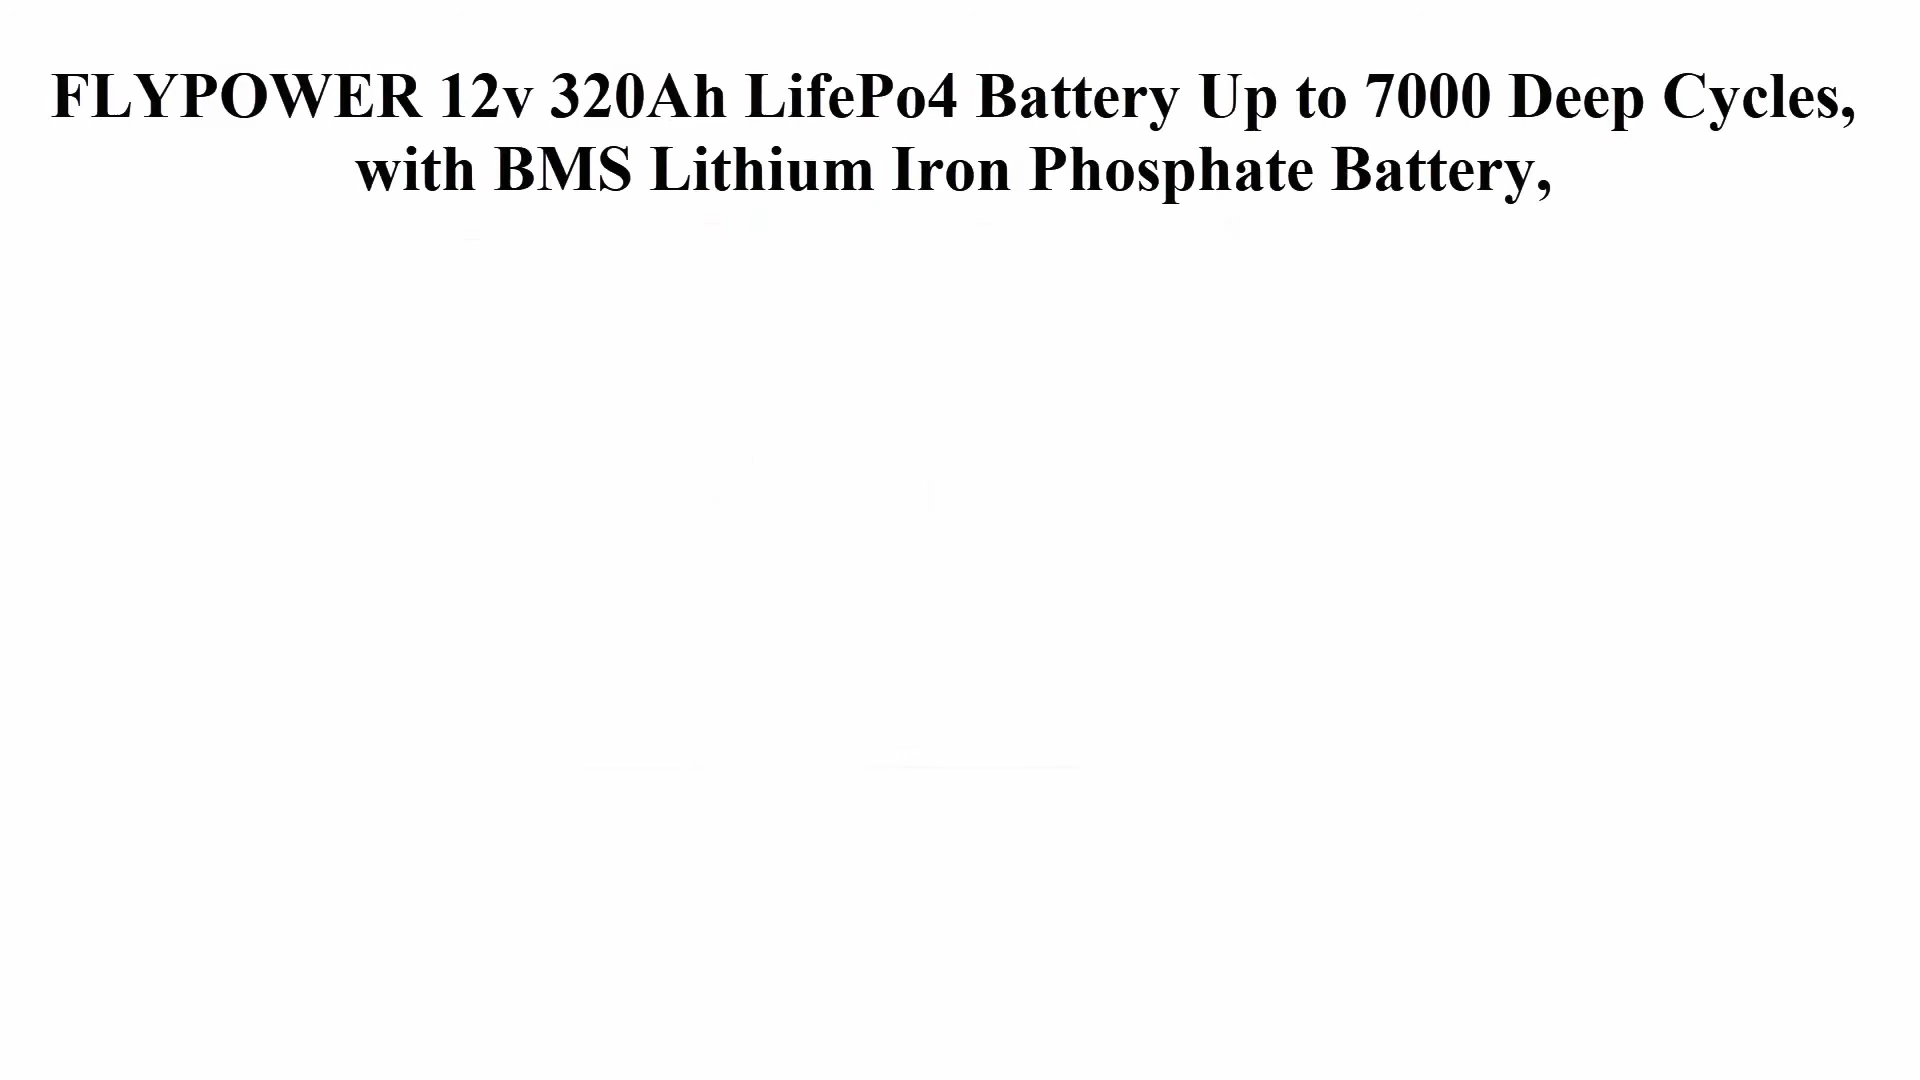 FLYPOWER 12v 320Ah LifePo4 Battery Up to 7000 Deep Cycles,
with BMS Lithium Iron Phosphate Battery,